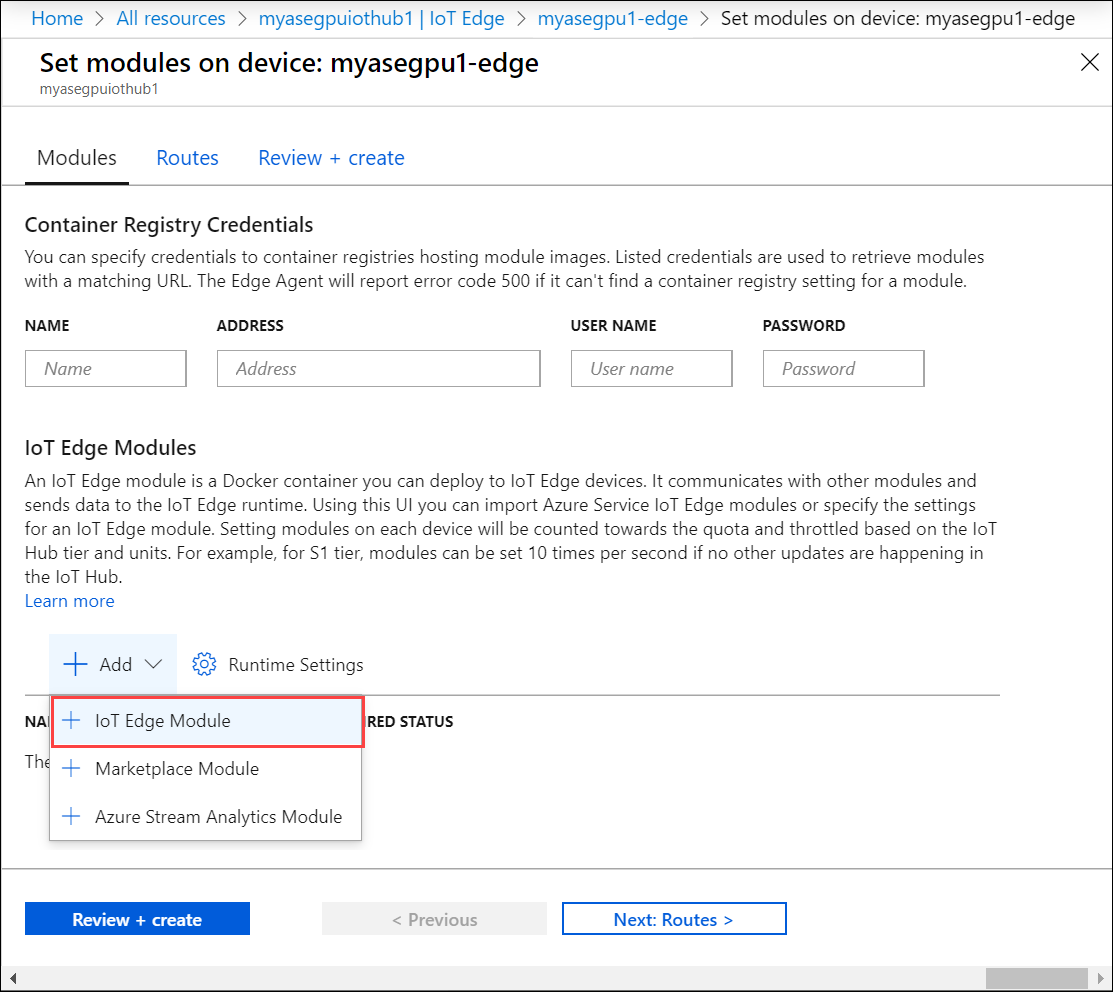 Home > All resources > myasegpuiothub1 | IoT Edge > myasegpu1-edge > Set modules on device: myasegpu1-edge
Set modules on device: myasegpu1-edge
myasegpuiothub1
Modules Routes Review + create
Container Registry Credentials
You can specify credentials to container registries hosting module images. Listed credentials are used to retrieve modules
with a matching URL. The Edge Agent will report error code 500 if it can't find a container registry setting for a module.
NAME ADDRESS USER NAME PASSWORD
Name Address User name Password
IoT Edge Modules
An IoT Edge module is a Docker container you can deploy to IoT Edge devices. It communicates with other modules and
sends data to the IoT Edge runtime. Using this UI you can import Azure Service IoT Edge modules or specify the settings
for an IoT Edge module. Setting modules on each device will be counted towards the quota and throttled based on the IoT
Hub tier and units. For example, for S1 tier, modules can be set 10 times per second if no other updates are happening in
the IoT Hub.
Learn more
+ Add Runtime Settings
+ IoT Edge Module RED STATUS
The
+ Marketplace Module
+ Azure Stream Analytics Module
Review + create < Previous Next: Routes >